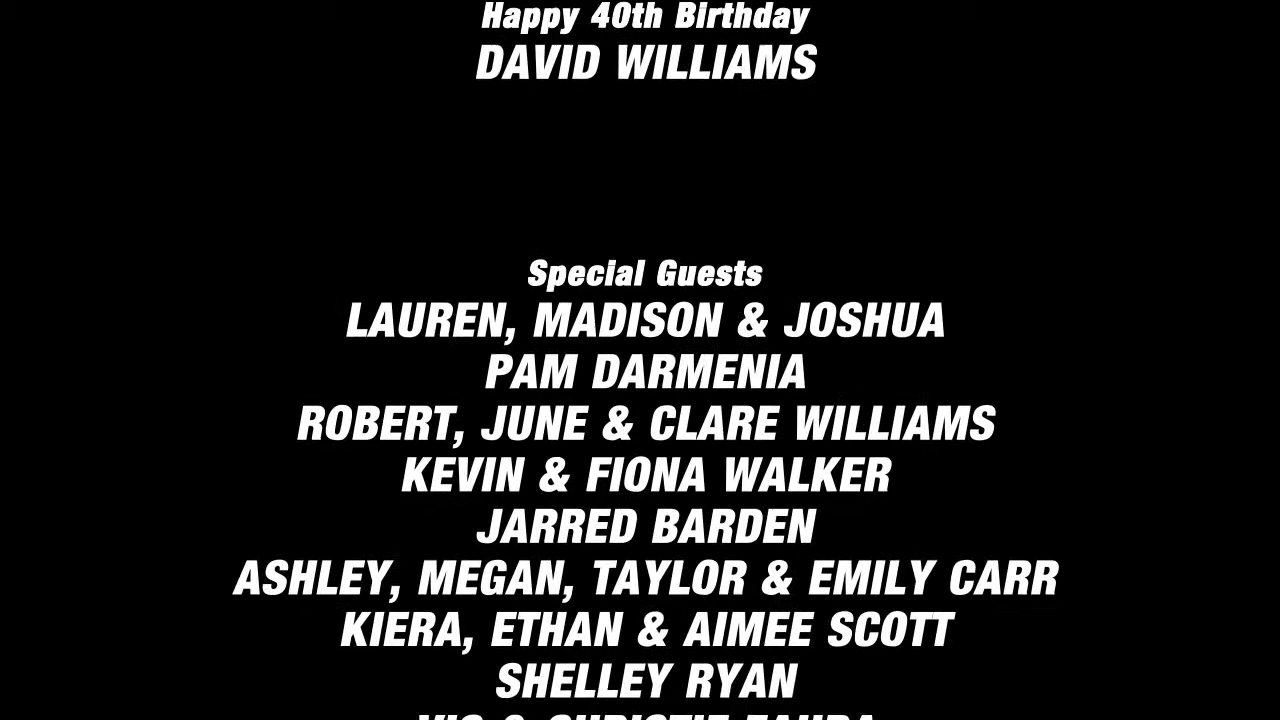 Happy 40th Birthday
DAVID WILLIAMS
Special Guests
LAUREN, MADISON & JOSHUA
PAM DARMENIA
ROBERT, JUNE & CLARE WILLIAMS
KEVIN & FIONA WALKER
JARRED BARDEN
ASHLEY, MEGAN, TAYLOR & EMILY CARR
KIERA, ETHAN & AIMEE SCOTT
SHELLEY RYAN